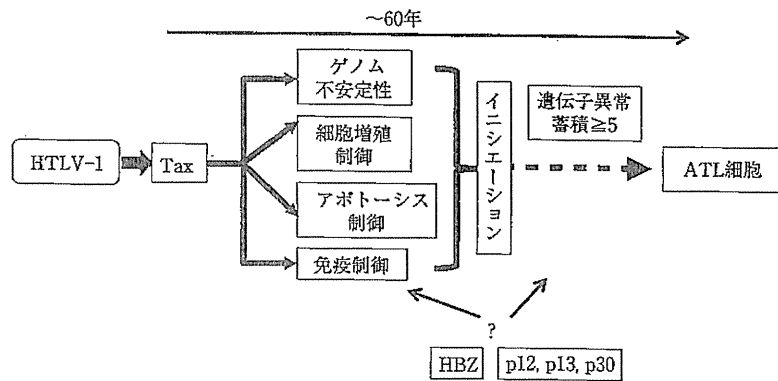 ～60年
ゲノム
不安定性
細胞増殖
制御
アポトーシス
制御
免疫制御
HTLV-1
Tax
イニシエーション
遺伝子異常
蓄積≧5
ATL細胞
?
HBZ
p12, p13, p30